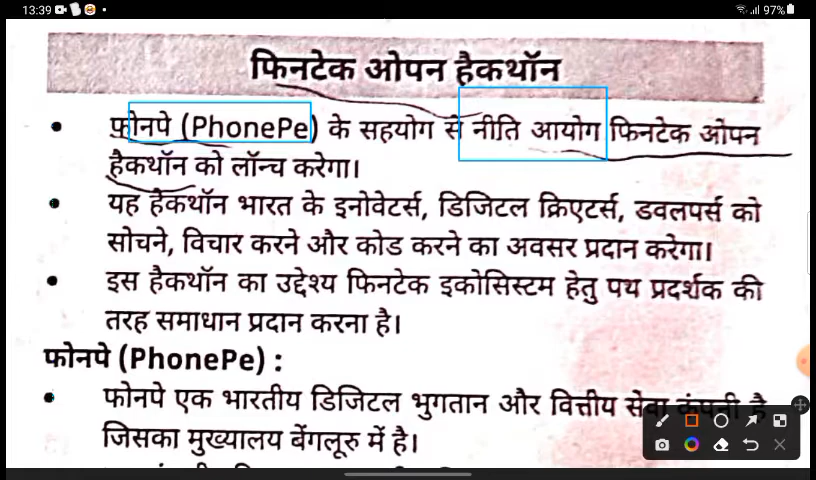 13:39
97%
फिनटेक ओपन हैकथॉन
• फ़ोनपे (PhonePe) के सहयोग से नीति आयोग फिनटेक ओपन
हैकथॉन को लॉन्च करेगा।
• यह हैकथॉन भारत के इनोवेटर्स, डिजिटल क्रिएटर्स, डवलपर्स को
सोचने, विचार करने और कोड करने का अवसर प्रदान करेगा।
• इस हैकथॉन का उद्देश्य फिनटेक इकोसिस्टम हेतु पथ प्रदर्शक की
तरह समाधान प्रदान करना है।
फोनपे (PhonePe) :
• फोनपे एक भारतीय डिजिटल भुगतान और वित्तीय सेवा कंपनी है
जिसका मुख्यालय बेंगलूरु में है।